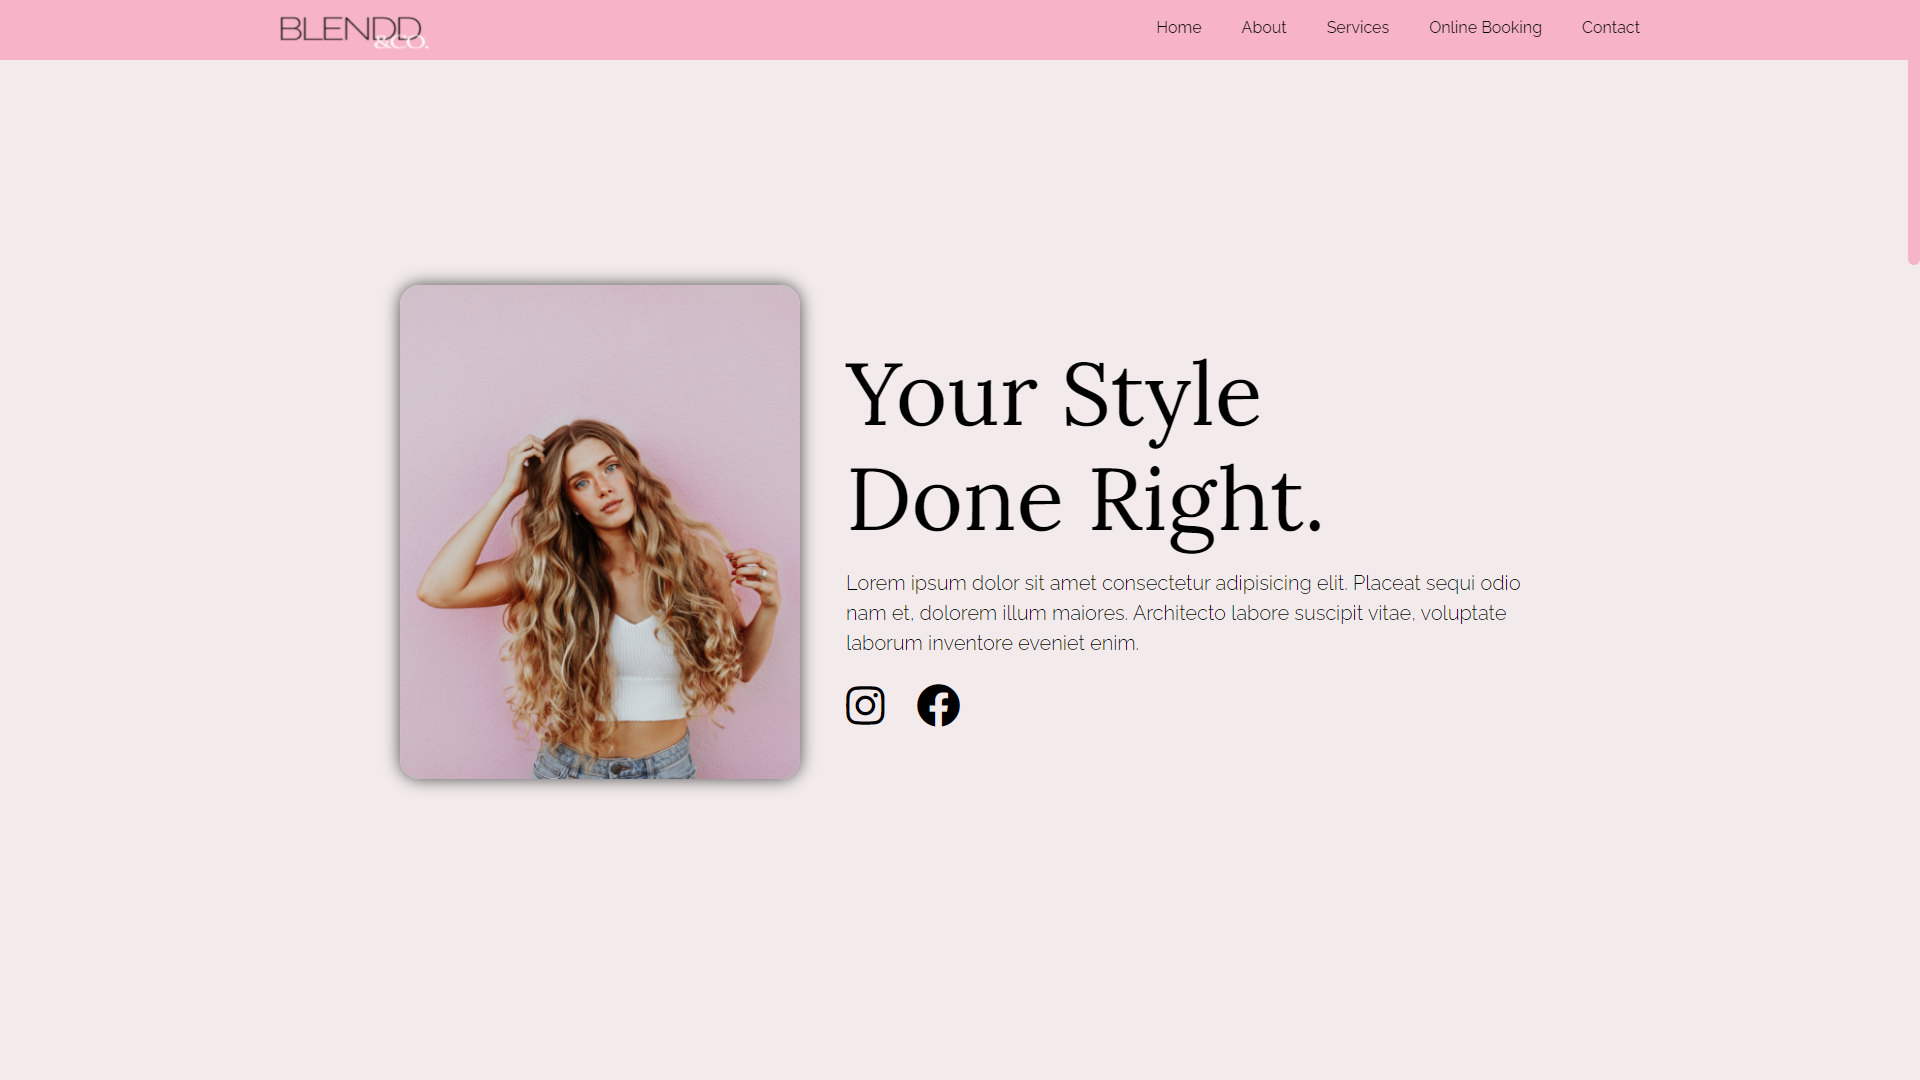 BLENDD
&CO.
Home About Services Online Booking Contact
Your Style
Done Right.
Lorem ipsum dolor sit amet consectetur adipisicing elit. Placeat sequi odio
nam et, dolorem illum maiores. Architecto labore suscipit vitae, voluptate
laborum inventore eveniet enim.